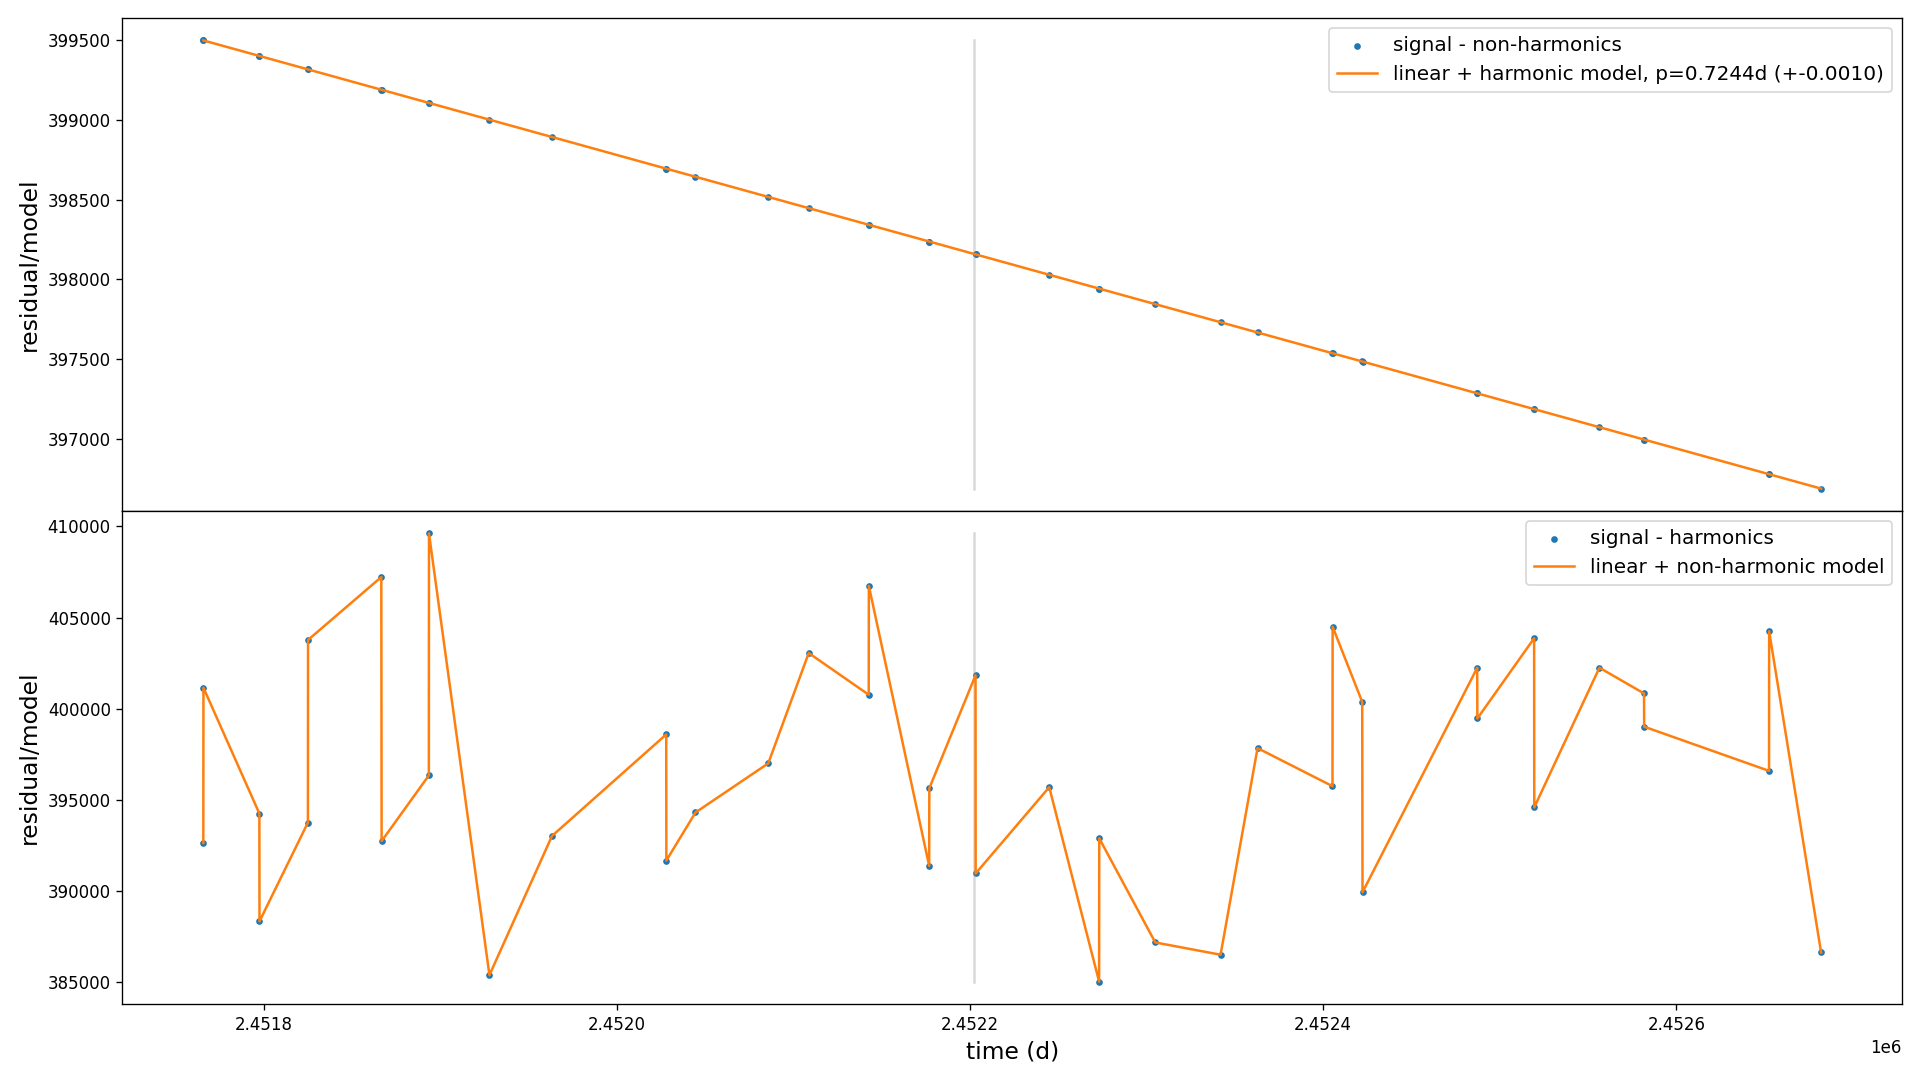 399500
399000
398500
398000
397500
397000
residual/model
signal - non-harmonics
linear + harmonic model, p=0.7244d (+-0.0010)
410000
405000
400000
395000
390000
385000
residual/model
signal - harmonics
linear + non-harmonic model
2.4518
2.4520
2.4522
2.4524
2.4526
time (d)
1e6